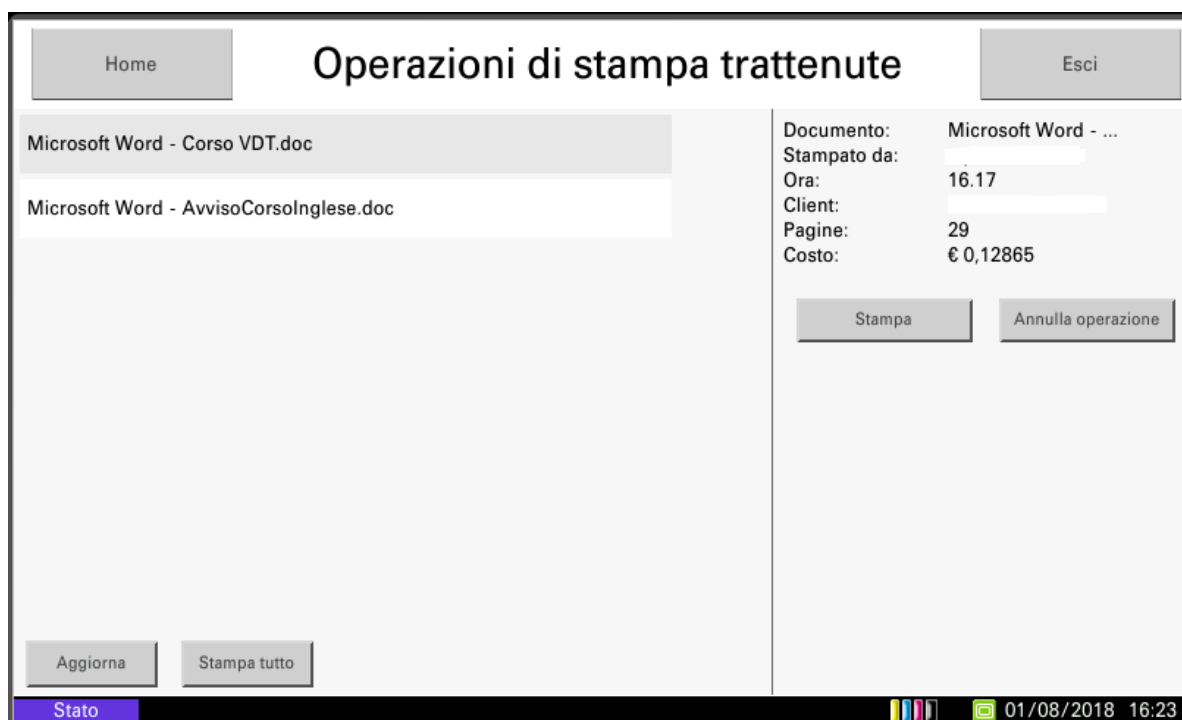 Home
Operazioni di stampa trattenute
Esci
Microsoft Word - Corso VDT.doc
Microsoft Word - AvvisoCorsoInglese.doc
Documento: Microsoft Word - ...
Stampato da:
Ora: 16.17
Client:
Pagine: 29
Costo: € 0,12865
Stampa
Annulla operazione
Aggiorna
Stampa tutto
Stato
01/08/2018 16:23